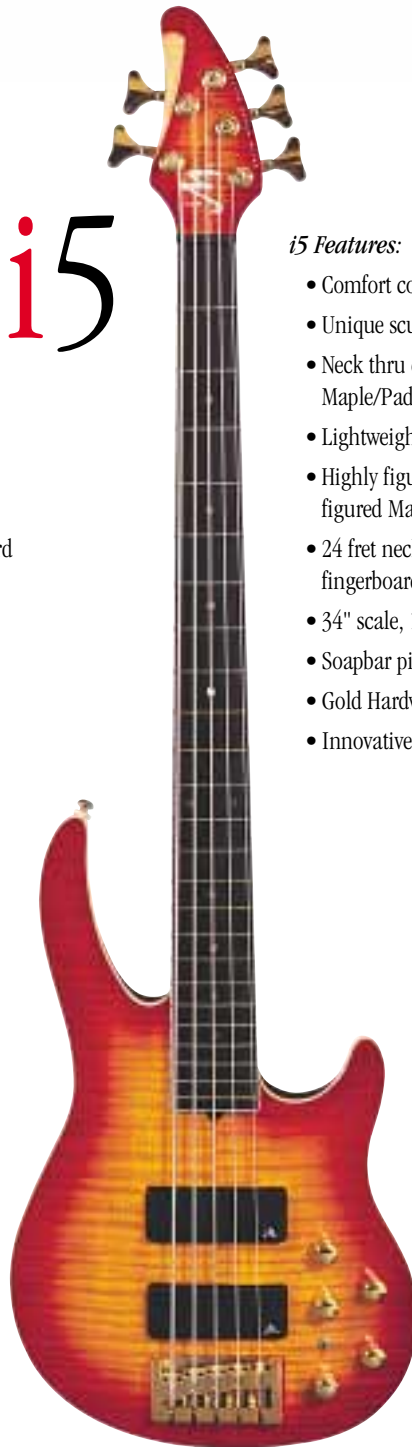 i5
i5 Features:
• Comfort co
• Unique scu
• Neck thru
Maple/Pad
• Lightweigh
• Highly figu
figured Ma
rd
• 24 fret nec
fingerboar
• 34" scale,
• Soapbar pi
• Gold Hardw
• Innovative